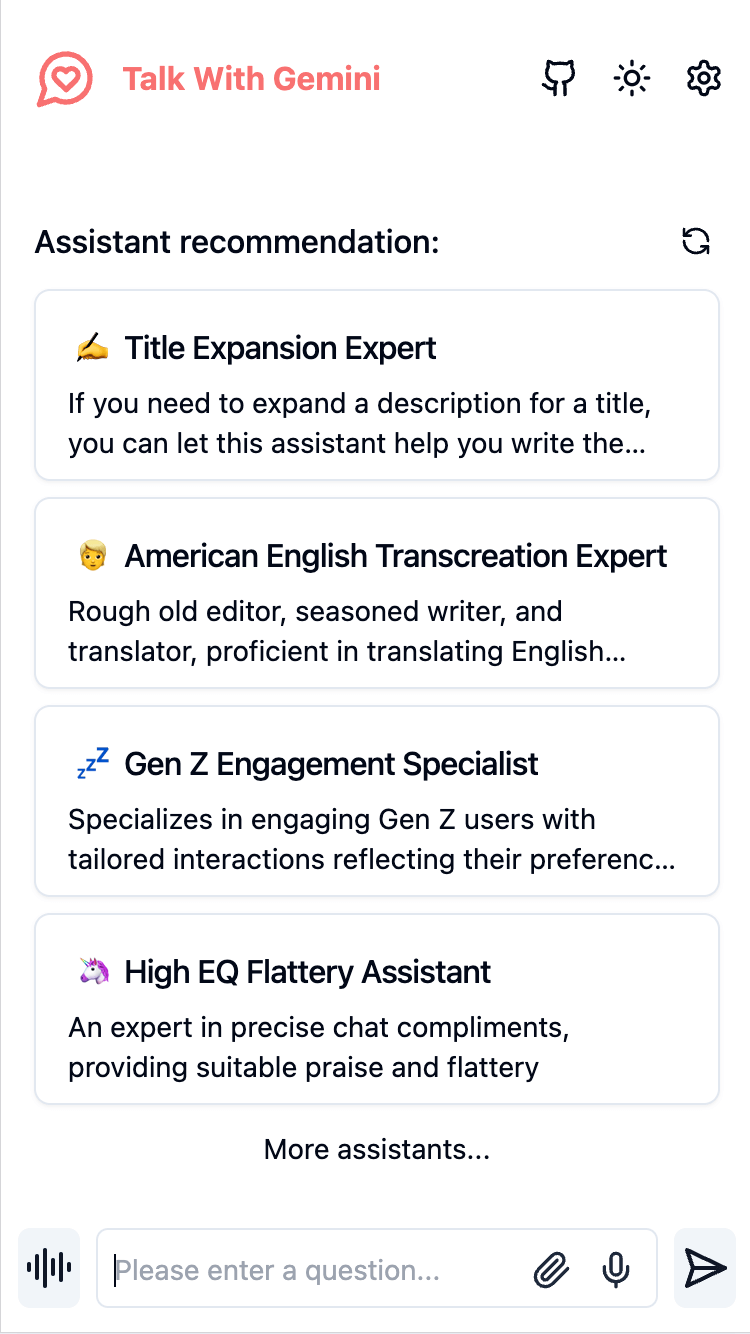 Talk With Gemini
Assistant recommendation:
✍️ Title Expansion Expert
If you need to expand a description for a title,
you can let this assistant help you write the...
🧑 American English Transcreation Expert
Rough old editor, seasoned writer, and
translator, proficient in translating English...
💤 Gen Z Engagement Specialist
Specializes in engaging Gen Z users with
tailored interactions reflecting their preferenc...
🦄 High EQ Flattery Assistant
An expert in precise chat compliments,
providing suitable praise and flattery
More assistants...
Please enter a question...